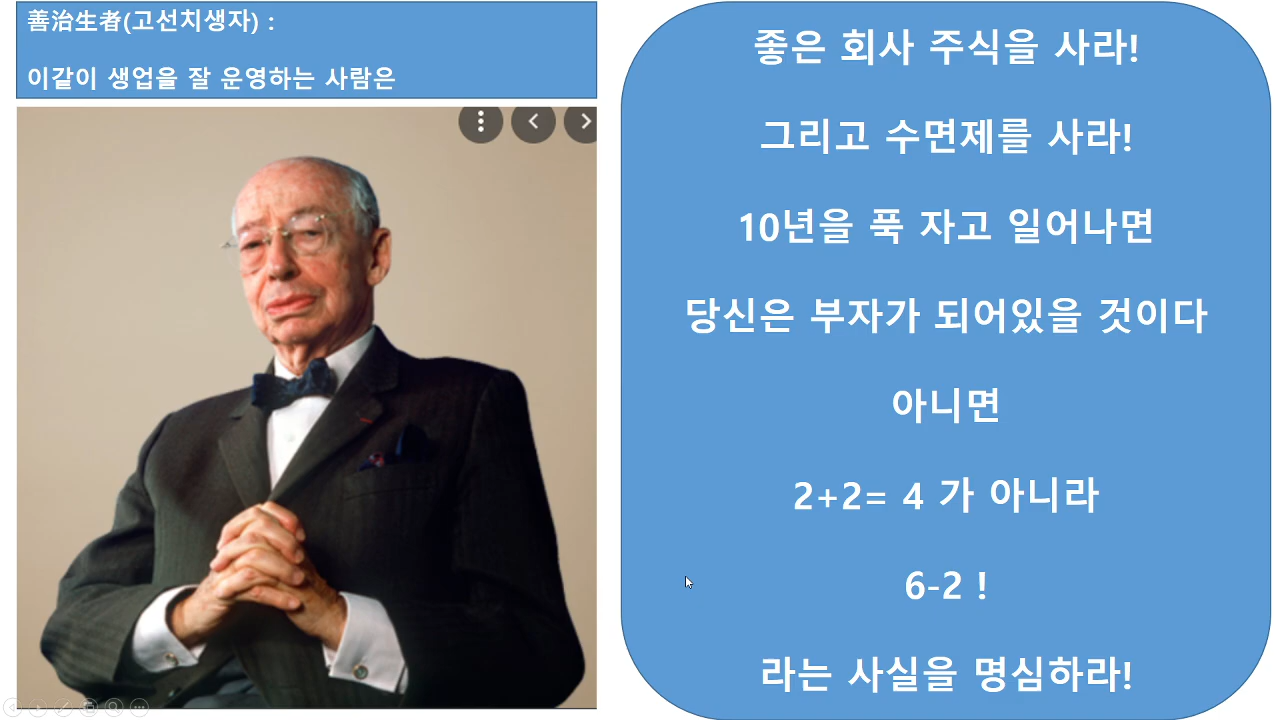 善治生者(고선치생자) :
이같이 생업을 잘 운영하는 사람은
좋은 회사 주식을 사라!
그리고 수면제를 사라!
10년을 푹 자고 일어나면
당신은 부자가 되어있을 것이다
아니면
2+2= 4 가 아니라
6-2 !
라는 사실을 명심하라!